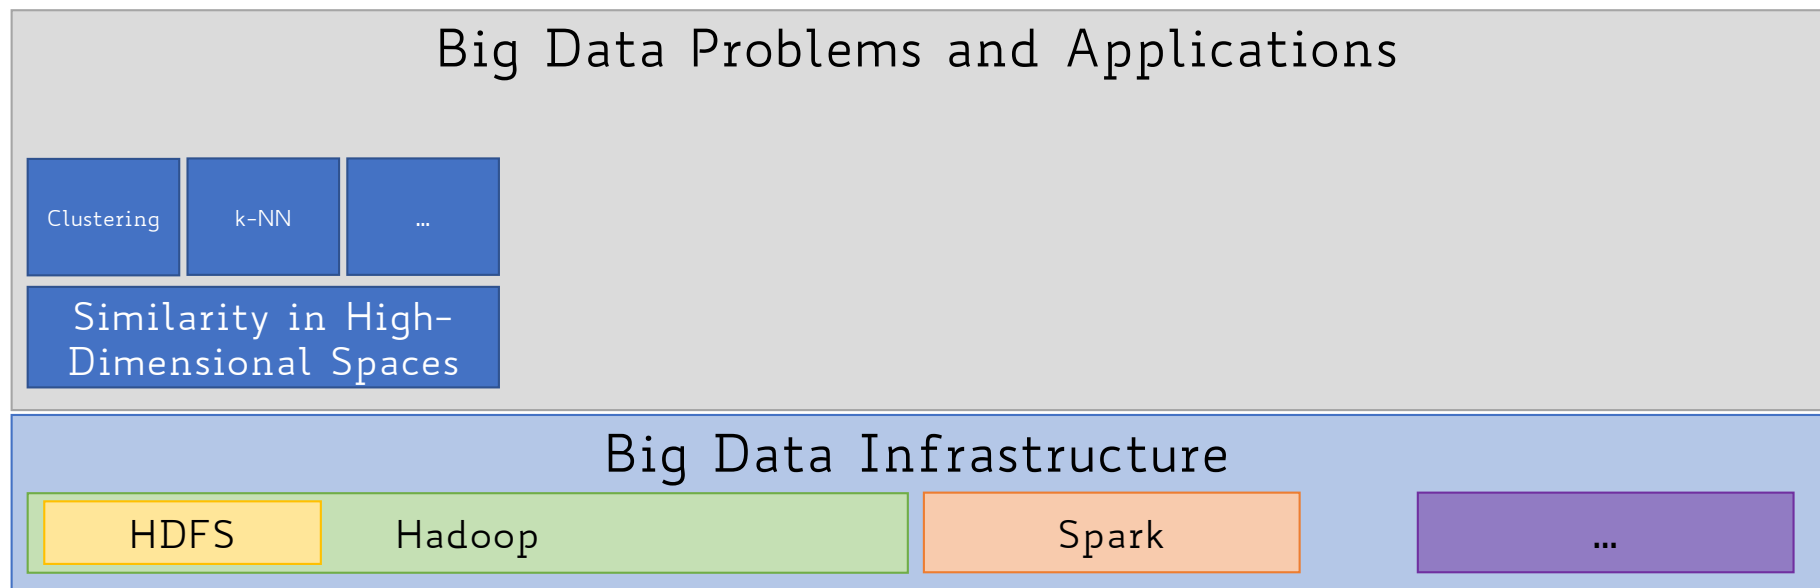 Big Data Problems and Applications
Clustering
k-NN
...
Similarity in High-
Dimensional Spaces
Big Data Infrastructure
HDFS
Hadoop
Spark
...